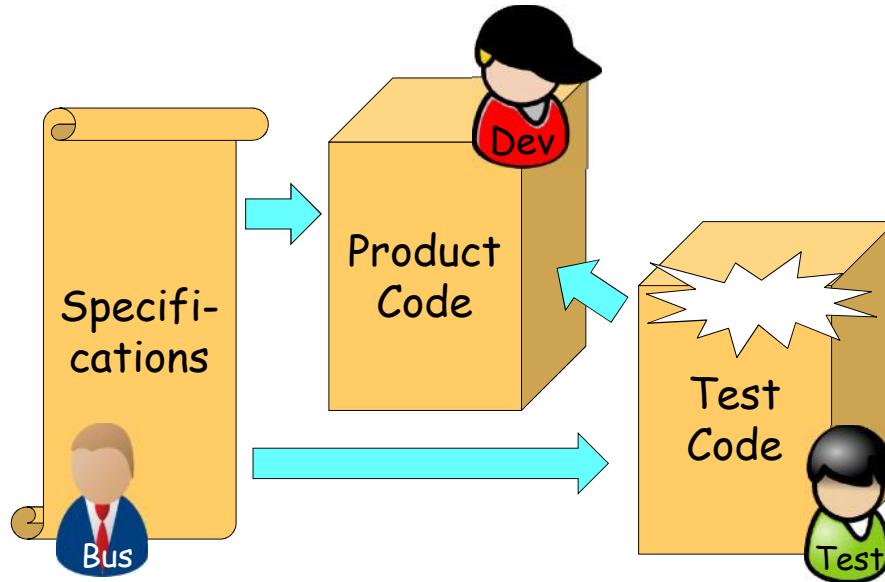 Specifi-
cations
Bus
Product
Code
Dev
Test
Code
Test